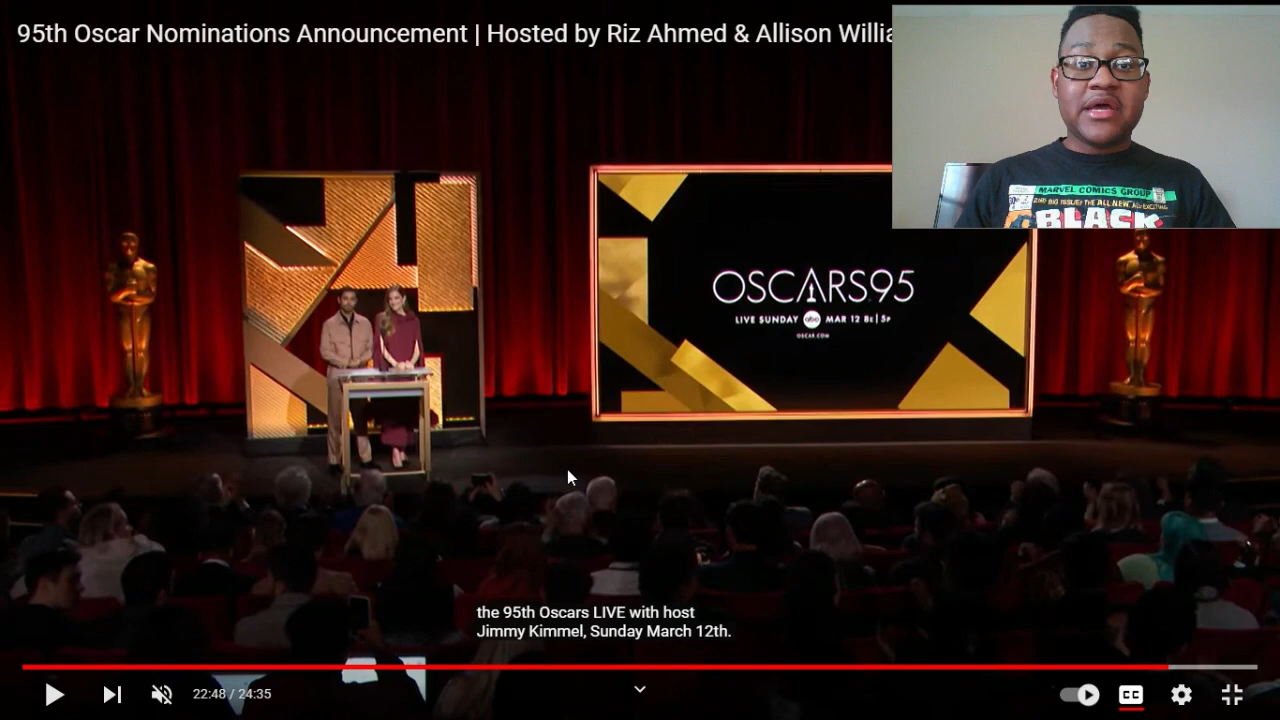 95th Oscar Nominations Announcement | Hosted by Riz Ahmed & Allison Willia
MARVEL COMICS GROUP
BLACK
OSCARS95
LIVE SUNDAY abc MAR 12 8E|5P
OSCAR.COM
the 95th Oscars LIVE with host
Jimmy Kimmel, Sunday March 12th.
22:48 / 24:35
CC